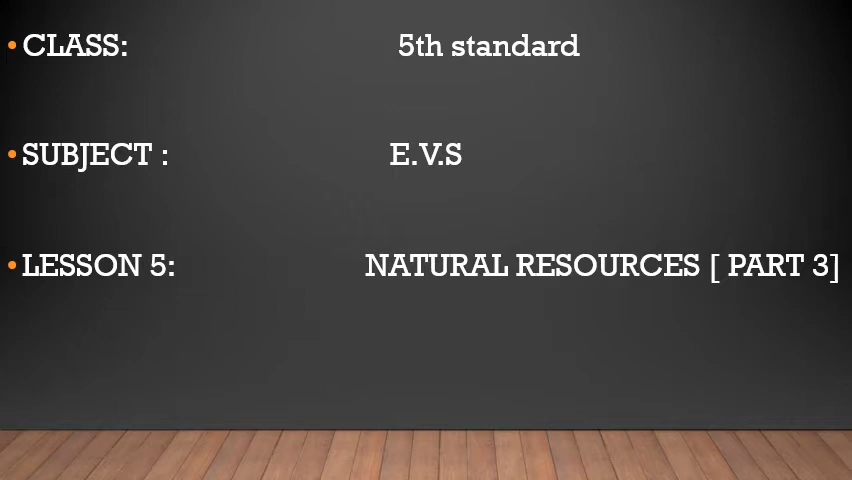 • CLASS: 5th standard
• SUBJECT : E.V.S
• LESSON 5: NATURAL RESOURCES [ PART 3]